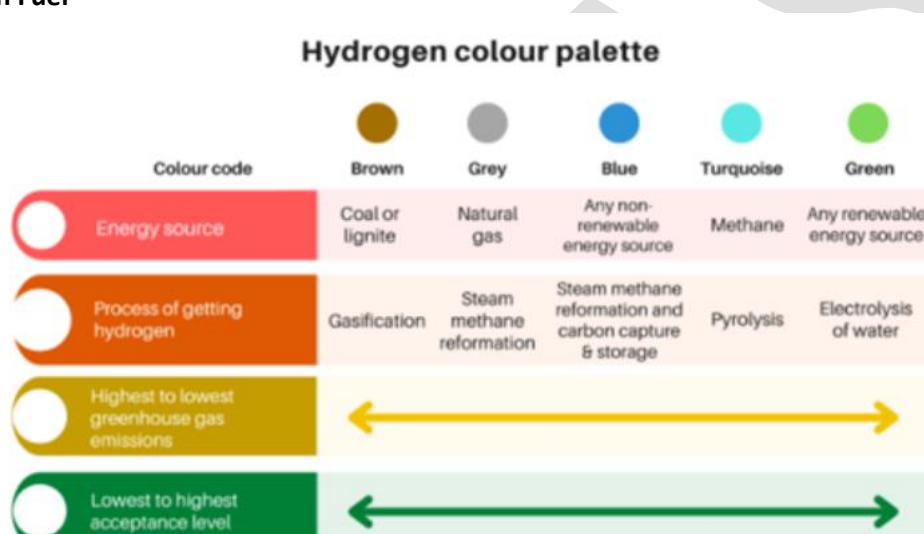 Hydrogen colour palette
Colour code Brown Grey Blue Turquoise Green
Energy source
Coal or
lignite
Natural
gas
Any non-
renewable
energy source
Methane
Any renewable
energy source
Process of getting
hydrogen
Gasification
Steam
methane
reformation
Steam methane
reformation and
carbon capture
& storage
Pyrolysis
Electrolysis
of water
Highest to lowest
greenhouse gas
emissions
Lowest to highest
acceptance level